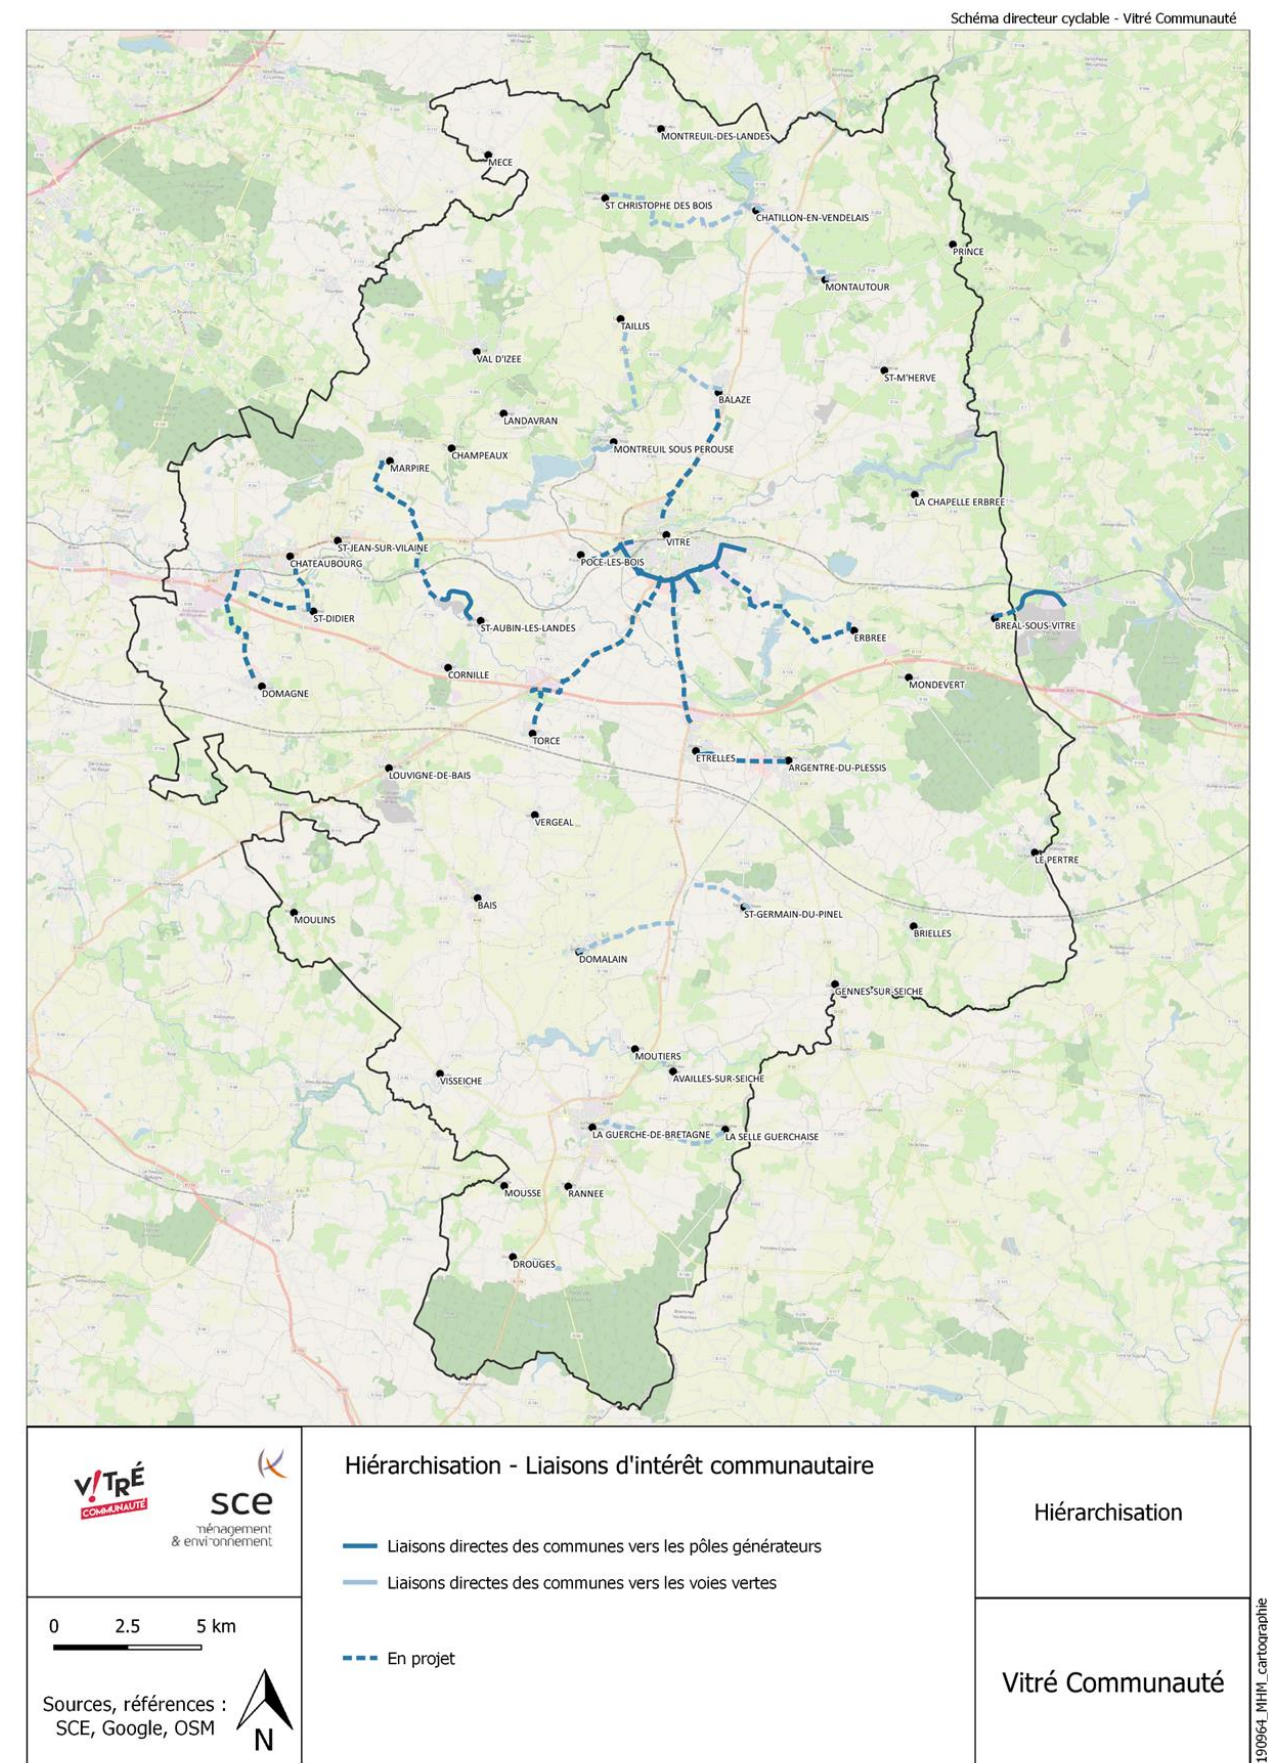 Schéma directeur cyclable - Vitré Communauté
MONTREUIL-DES-LANDES
MECE
ST CHRISTOPHE DES BOIS
CHATILLON-EN-VENDELAIS
PRINCE
MONTAUTOUR
TAILLIS
VAL D'IZEE
ST-M'HERVE
BALAZE
LANDAVRAN
MONTREUIL SOUS PEROUSE
CHAMPEAUX
MARPIRE
LA CHAPELLE ERBREE
VITRE
ST-JEAN-SUR-VILAINE
CHATEAUBOURG
POCE-LES-BOIS
ST-DIDIER
ST-AUBIN-LES-LANDES
BREAL-SOUS-VITRE
ERBREE
CORNILLE
MONDEVERT
DOMAGNE
TORCE
ETRELLES
ARGENTRE-DU-PLESSIS
LOUVIGNE-DE-BAIS
VERGEAL
LE PERTRE
BAIS
ST-GERMAIN-DU-PINEL
MOULINS
BRIELLES
DOMALAIN
GENNES-SUR-SEICHE
MOUTIERS
VISSEICHE
AVAILLES-SUR-SEICHE
LA GUERCHE-DE-BRETAGNE
LA SELLE GUERCHAISE
MOUSSE
RANNEE
DROUGES
V!TRÉ
COMMUNAUTÉ
sce
ménagement
& environnement
Hiérarchisation - Liaisons d'intérêt communautaire
Liaisons directes des communes vers les pôles générateurs
Liaisons directes des communes vers les voies vertes
En projet
Hiérarchisation
Vitré Communauté
0 2.5 5 km
Sources, références :
SCE, Google, OSM
N
190964_MHM_cartographie